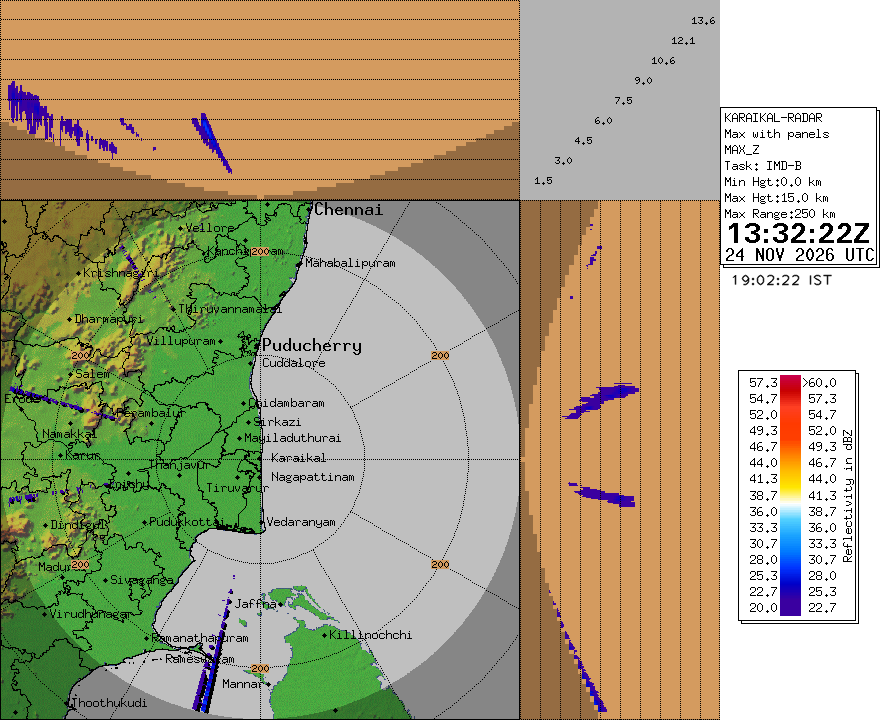 13.6
12.1
10.6
9.0
7.5
6.0
4.5
3.0
1.5
KARAIKAL-RADAR
Max with panels
MAX_Z
Task: IMD-B
Min Hgt:0.0 km
Max Hgt:15.0 km
Max Range:250 km
13:32:22Z
24 NOV 2026 UTC
19:02:22 IST
Chennai
Vellore
200
Mahabalipuram
Krishnagiri
Thiruvannamalai
Dharmapuri
Villupuram
Puducherry
200
200
Cuddalore
Salem
Chidambaram
Perambalur
Sirkazi
Namakkal
Mayiladuthurai
Karur
Karaikal
Thanjavur
Nagapattinam
Tiruvarur
Dindigul
Pudukkottai
Vedaranyam
200
200
Sivaganga
Jaffna
Virudhunagar
Ramanathapuram
Killinochchi
Rameswaram
200
Mannar
Thoothukudi
57.3 >60.0
54.7 57.3
52.0 54.7
49.3 52.0
46.7 49.3
44.0 46.7
41.3 44.0
38.7 41.3
36.0 38.7
33.3 36.0
30.7 33.3
28.0 30.7
25.3 28.0
22.7 25.3
20.0 22.7
Reflectivity in dBZ